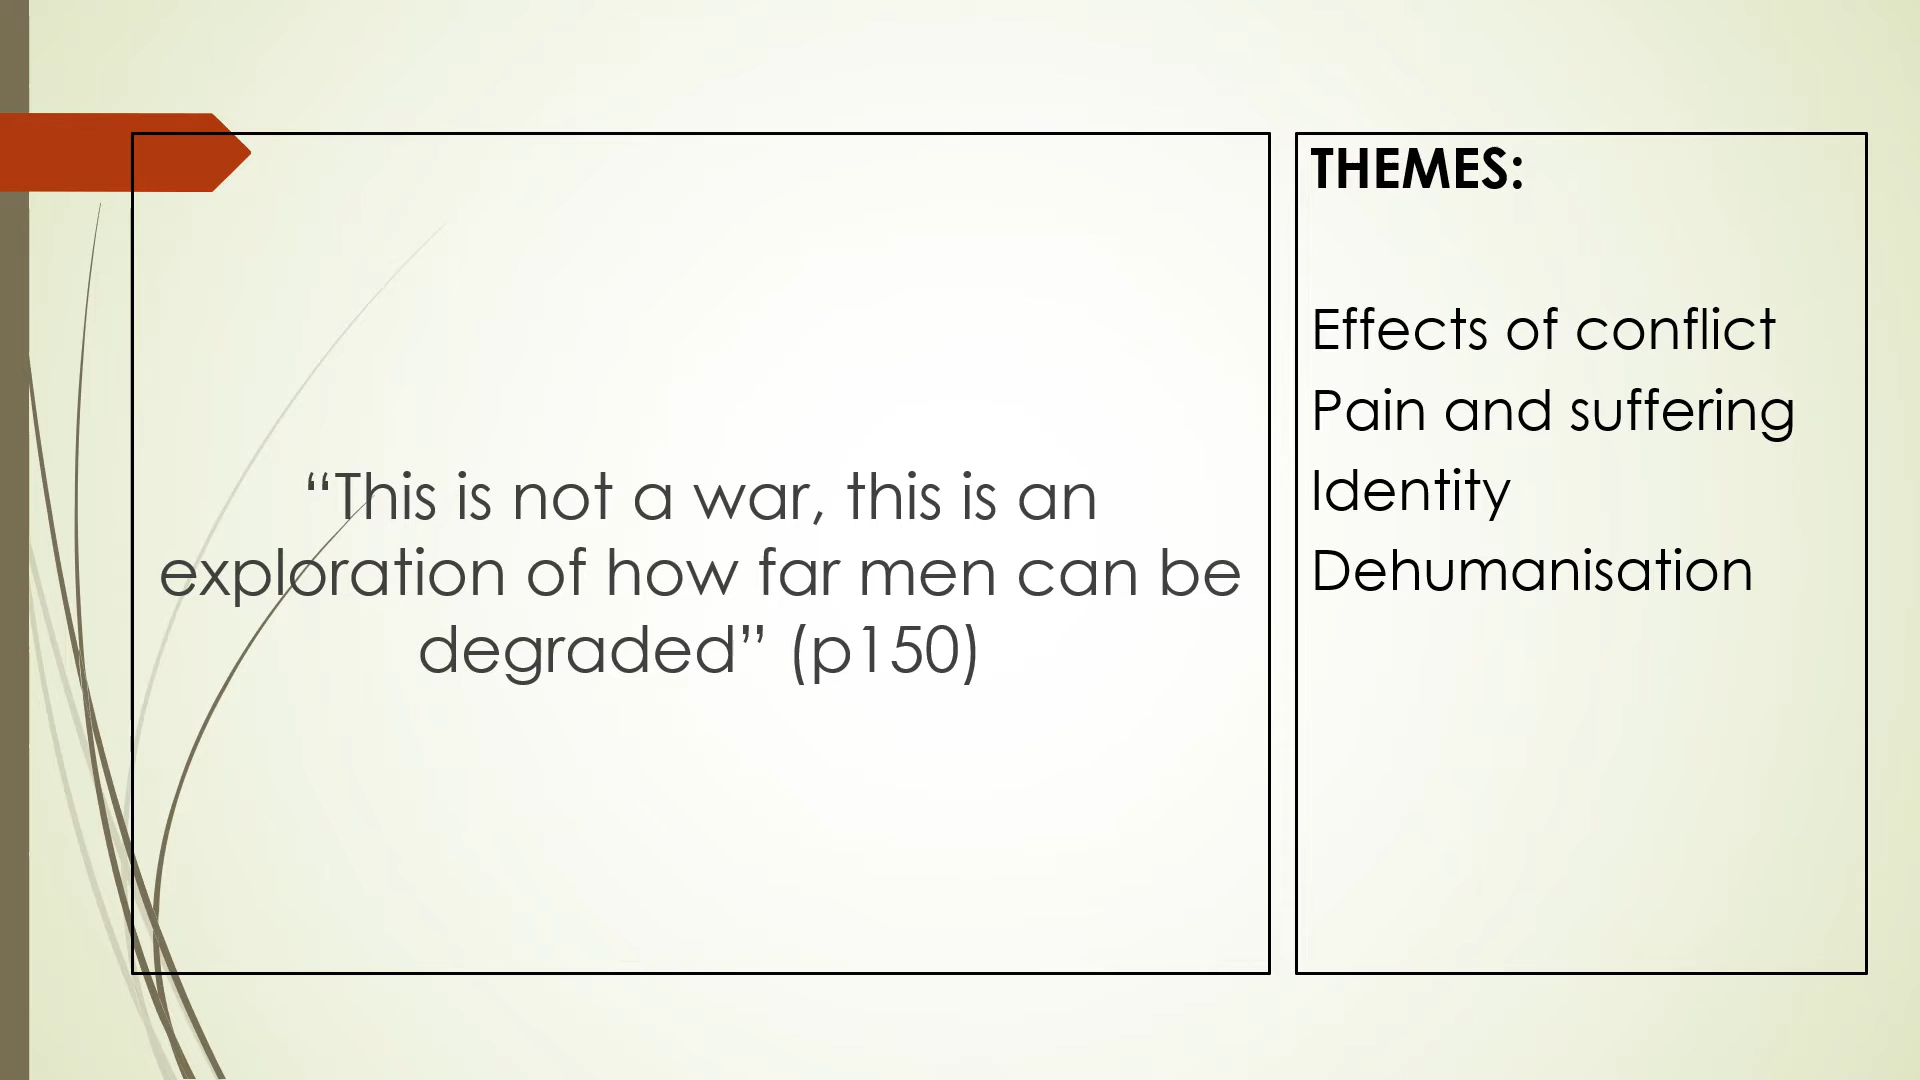 “This is not a war, this is an
exploration of how far men can be
degraded” (p150)
THEMES:
Effects of conflict
Pain and suffering
Identity
Dehumanisation